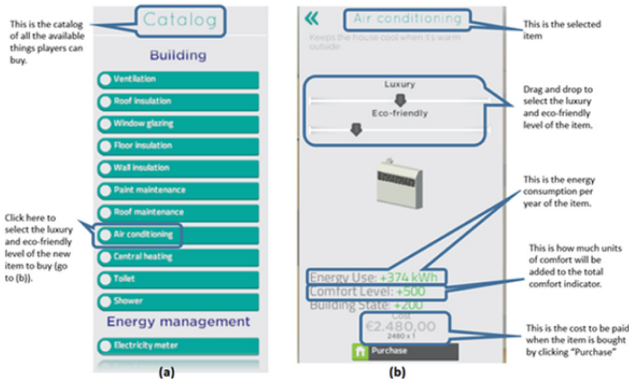 This is the catalog
of all the available
things players can
buy.
Click here to
select the luxury
and eco-friendly
level of the new
item to buy (go
to (b)).
Catalog
Building
Ventilation
Roof insulation
Window glazing
Floor insulation
Wall insulation
Paint maintenance
Roof maintenance
Air conditioning
Central heating
Toilet
Shower
Energy management
Electricity meter
(a)
Air conditioning
Keeps the house cool when it is warm
outside.
Luxury
Eco-friendly
Energy Use: +374 kWh
Comfort Level: +500
Building State: +200
Cost
€2.480,00
2480 x 1
Purchase
(b)
This is the selected
item
Drag and drop to
select the luxury
and eco-friendly
level of the item.
This is the energy
consumption per
year of the item.
This is how much units
of comfort will be
added to the total
comfort indicator.
This is the cost to be paid
when the item is bought
by clicking “Purchase”